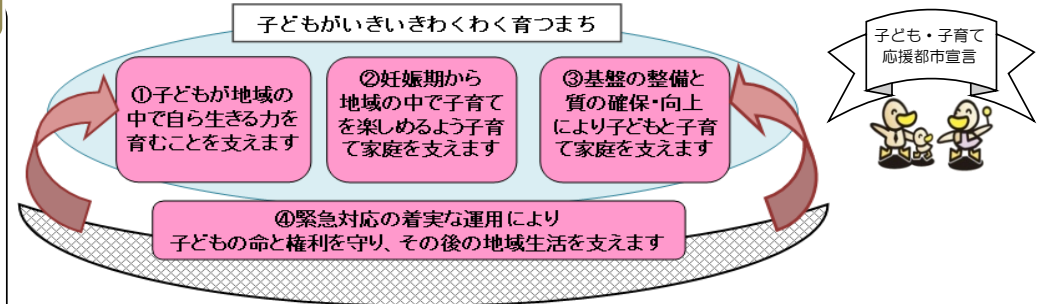 子どもがいきいきわくわく育つまち
子ども・子育て
応援都市宣言
①子どもが地域の
中で自ら生きる力を
育むことを支えます
②妊娠期から
地域の中で子育て
を楽しめるよう子育
て家庭を支えます
③基盤の整備と
質の確保・向上
により子どもと子育
て家庭を支えます
④緊急対応の着実な運用により
子どもの命と権利を守り、その後の地域生活を支えます